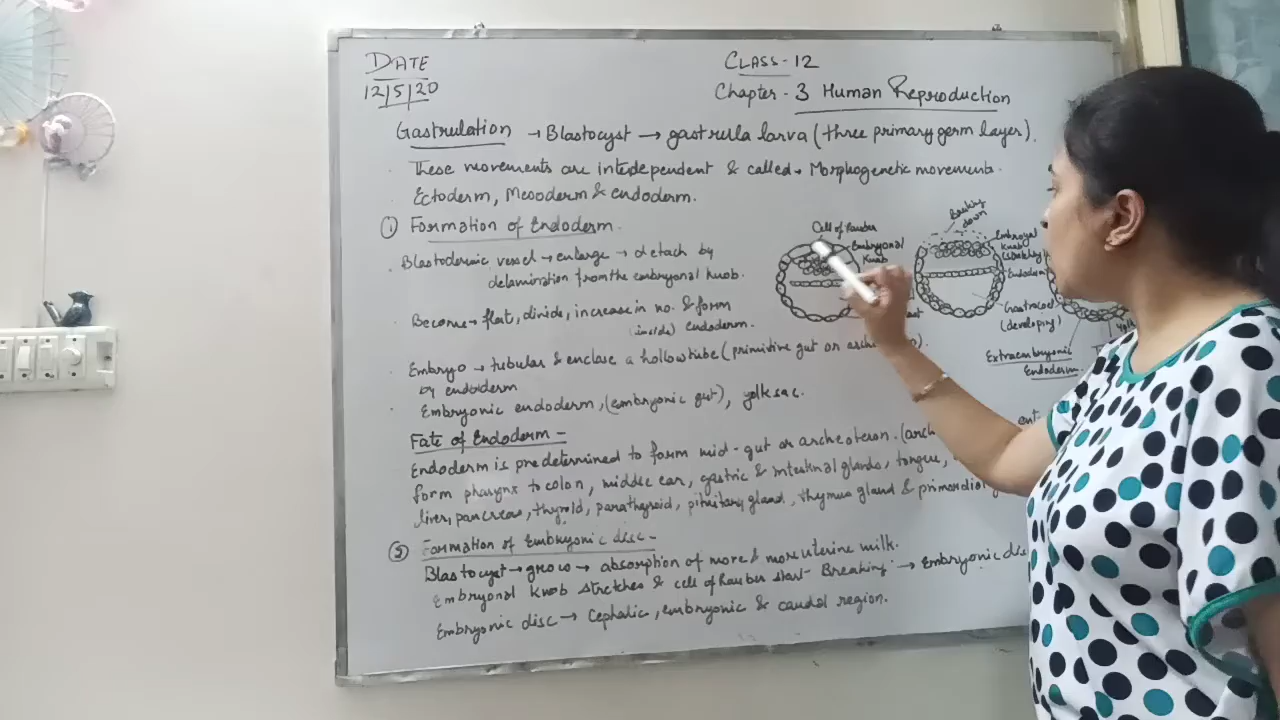 DATE
12/5/20
CLASS-12
Chapter - 3 Human Reproduction
Gastrulation → Blastocyst → gastrula larva (three primary germ layer).
These movements are interdependent & called → Morphogenetic movements.
Ectoderm, Mesoderm & endoderm.
① Formation of Endoderm.
Blastodermic vessel → enlarge → detach by
delamination from the embryonal knob.
Become → flat, divide, increase in no. & form
(inside) endoderm.
Embryo → tubular & enclose a hollow tube (primitive gut or
by endoderm
Embryonic endoderm, (embryonic gut), yolk sac.
Fate of Endoderm -
Endoderm is predetermined to form mid-gut or archenteron.
form pharynx to colon, middle ear, gastric & intestinal glands, tongue,
liver, pancreas, thyroid, parathyroid, pituitary gland, thymus gland & primordial
Formation of Embryonic disc -
Blastocyst → grow → absorption of more & more uterine milk.
Embryonal knob stretches & cell of Rauber start Breaking → Embryonic
Embryonic disc → Cephalic, embryonic & caudal region.
Cell of Rauber
Embryonal
Knob
Breaking
down
Knob
Endoderm
Gastrocoel
(developing)
Extraembryonic
Endoderm.